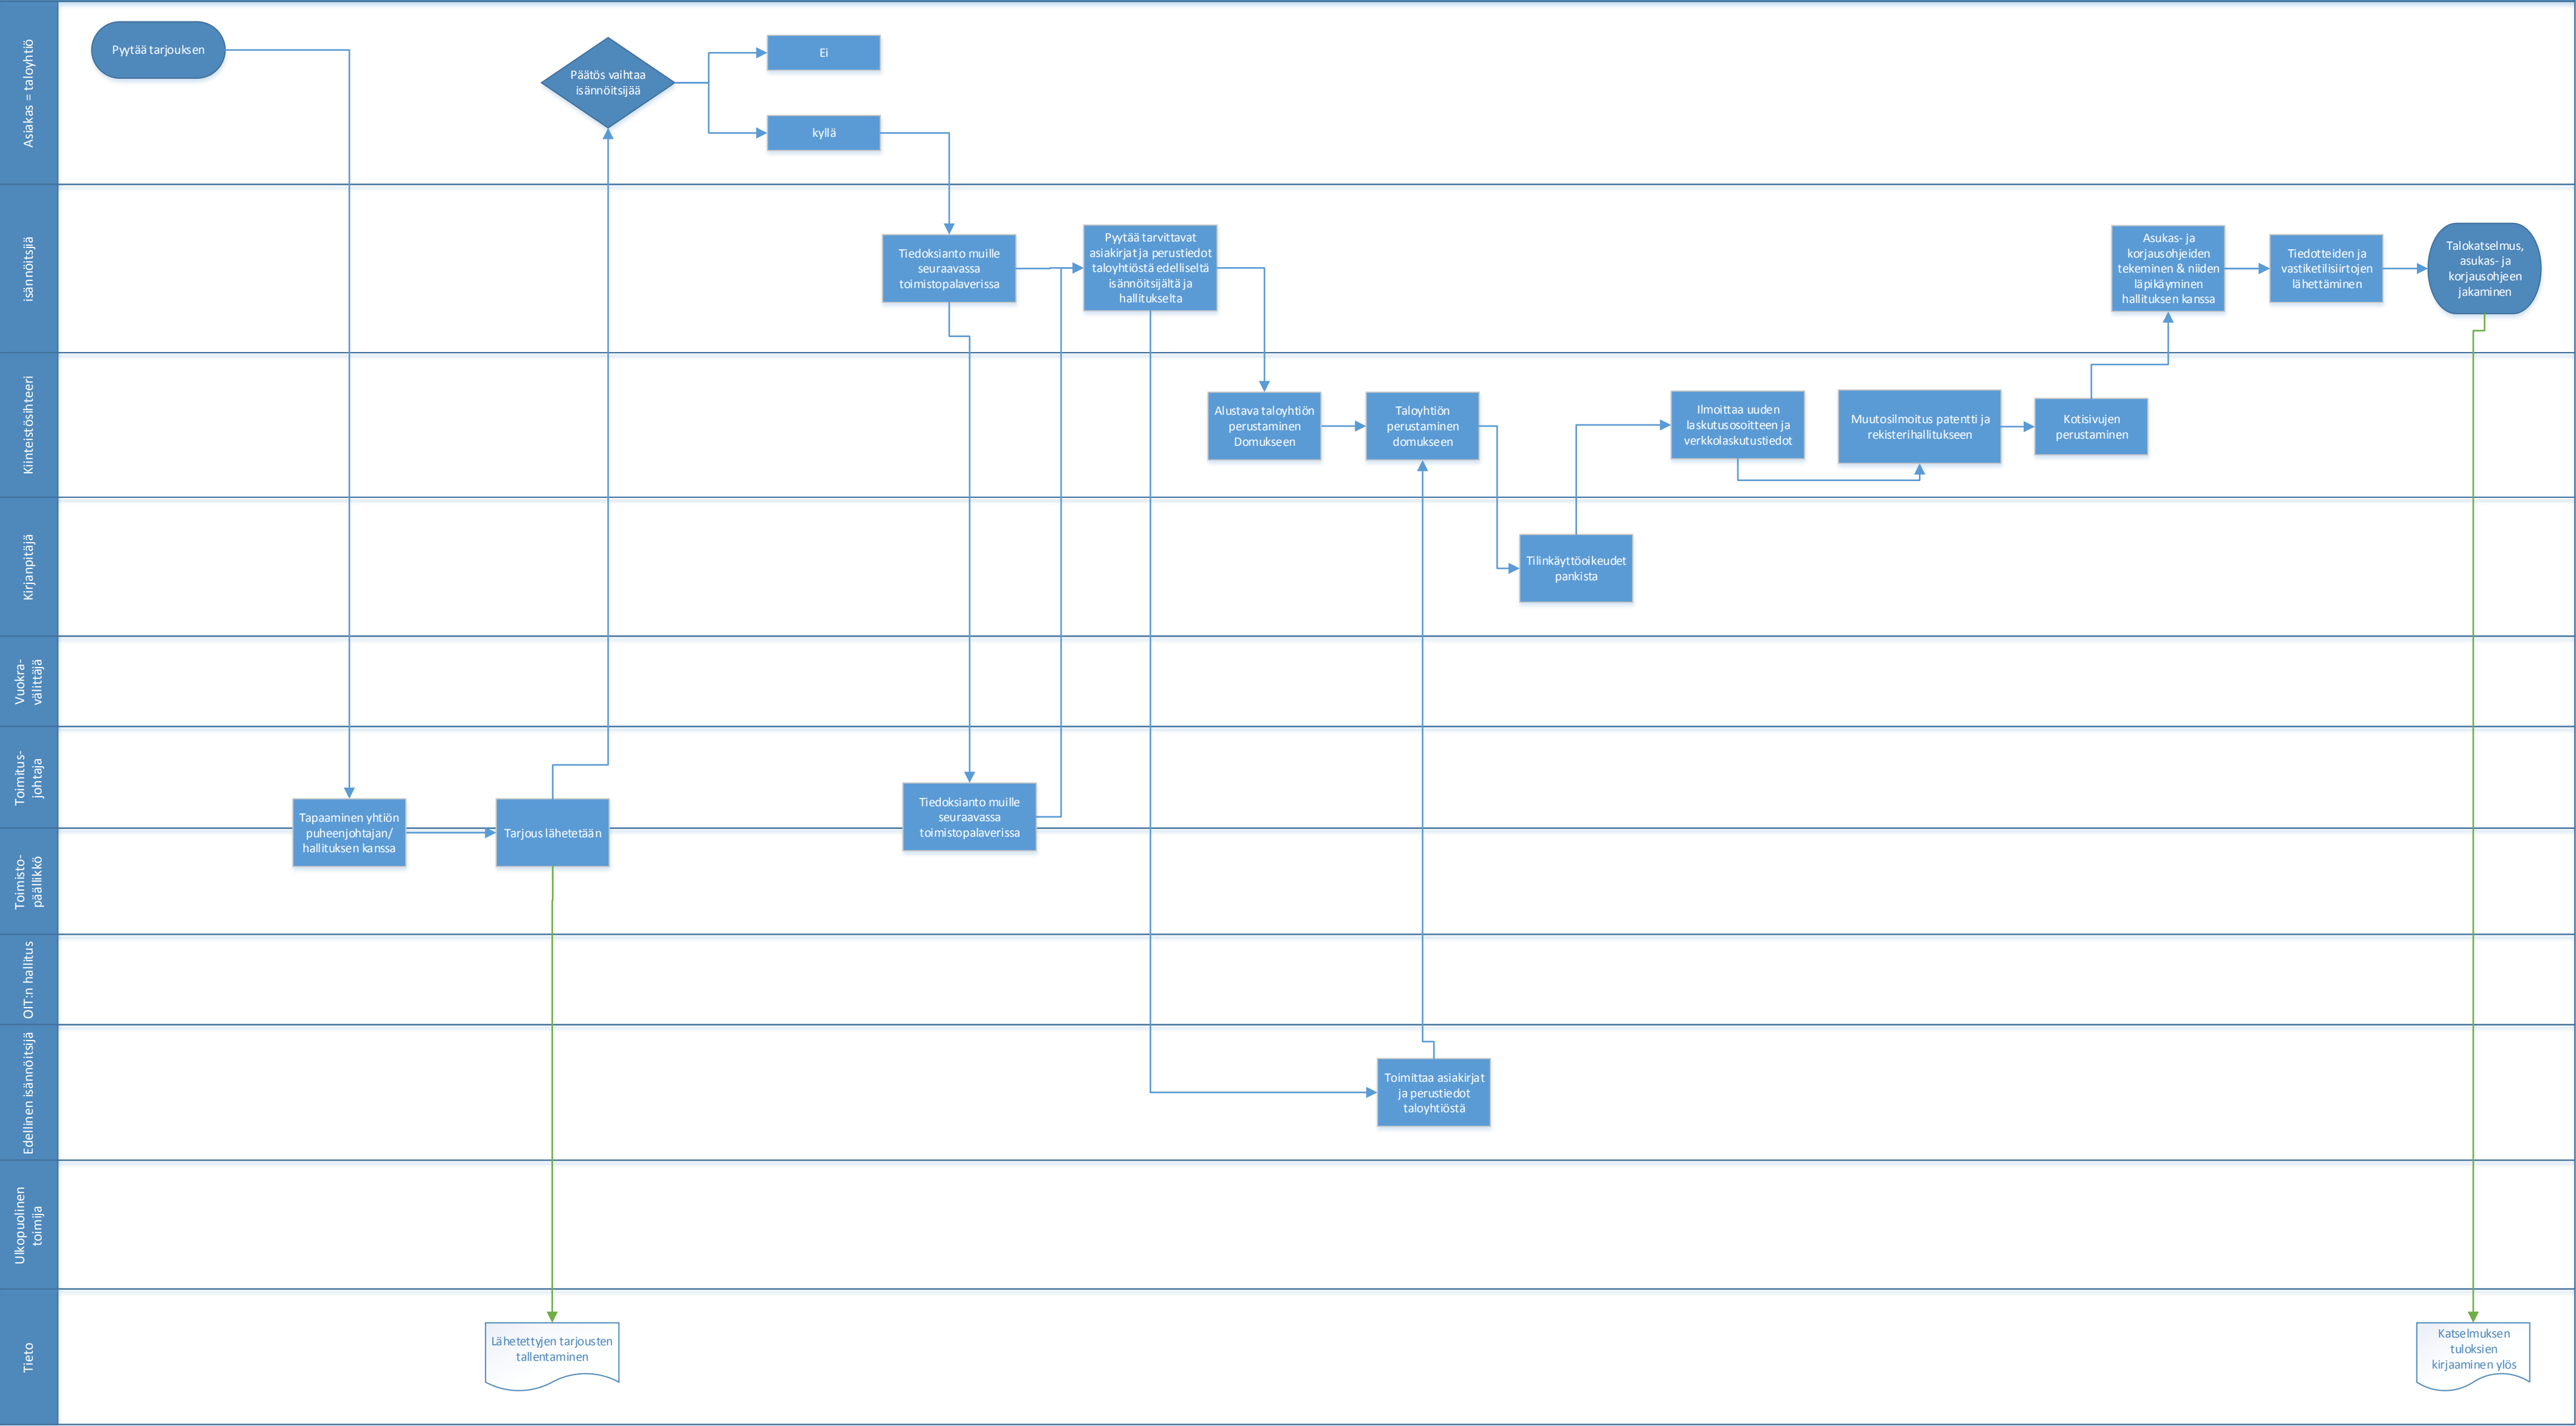 Asiakas = taloyhtiö
Pyytää tarjouksen
Päätös vaihtaa
isännöitsijää
Ei
kyllä
isännöitsjiä
Tiedoksianto muille
seuraavassa
toimistopalaverissa
Pyytää tarvittavat
asiakirjat ja perustiedot
taloyhtiöstä edelliseltä
isännöitsijältä ja
hallitukselta
Asukas- ja
korjausohjeiden
tekeminen & niiden
läpikäyminen
hallituksen kanssa
Tiedotteiden ja
vastiketilisiirtojen
lähettäminen
Talokatselmus,
asukas- ja
korjausohjeen
jakaminen
Kiinteistösihteeri
Alustava taloyhtiön
perustaminen
Domukseen
Taloyhtiön
perustaminen
domukseen
Ilmoittaa uuden
laskutusosoitteen ja
verkkolaskutustiedot
Muutosilmoitus patentti ja
rekisterihallitukseen
Kotisivujen
perustaminen
Kirjanpitäjä
Tilinkäyttöoikeudet
pankista
Vuokra-
välittäjä
Toimitus-
johtaja
Tapaaminen yhtiön
puheenjohtajan/
hallituksen kanssa
Tarjous lähetetään
Tiedoksianto muille
seuraavassa
toimistopalaverissa
Toimisto-
päällikkö
OIT:n hallitus
Edellinen isännöitsijä
Toimittaa asiakirjat
ja perustiedot
taloyhtiöstä
Ulkopuolinen
toimija
Tieto
Lähetettyjen tarjousten
tallentaminen
Katselmuksen
tuloksien
kirjaaminen ylös